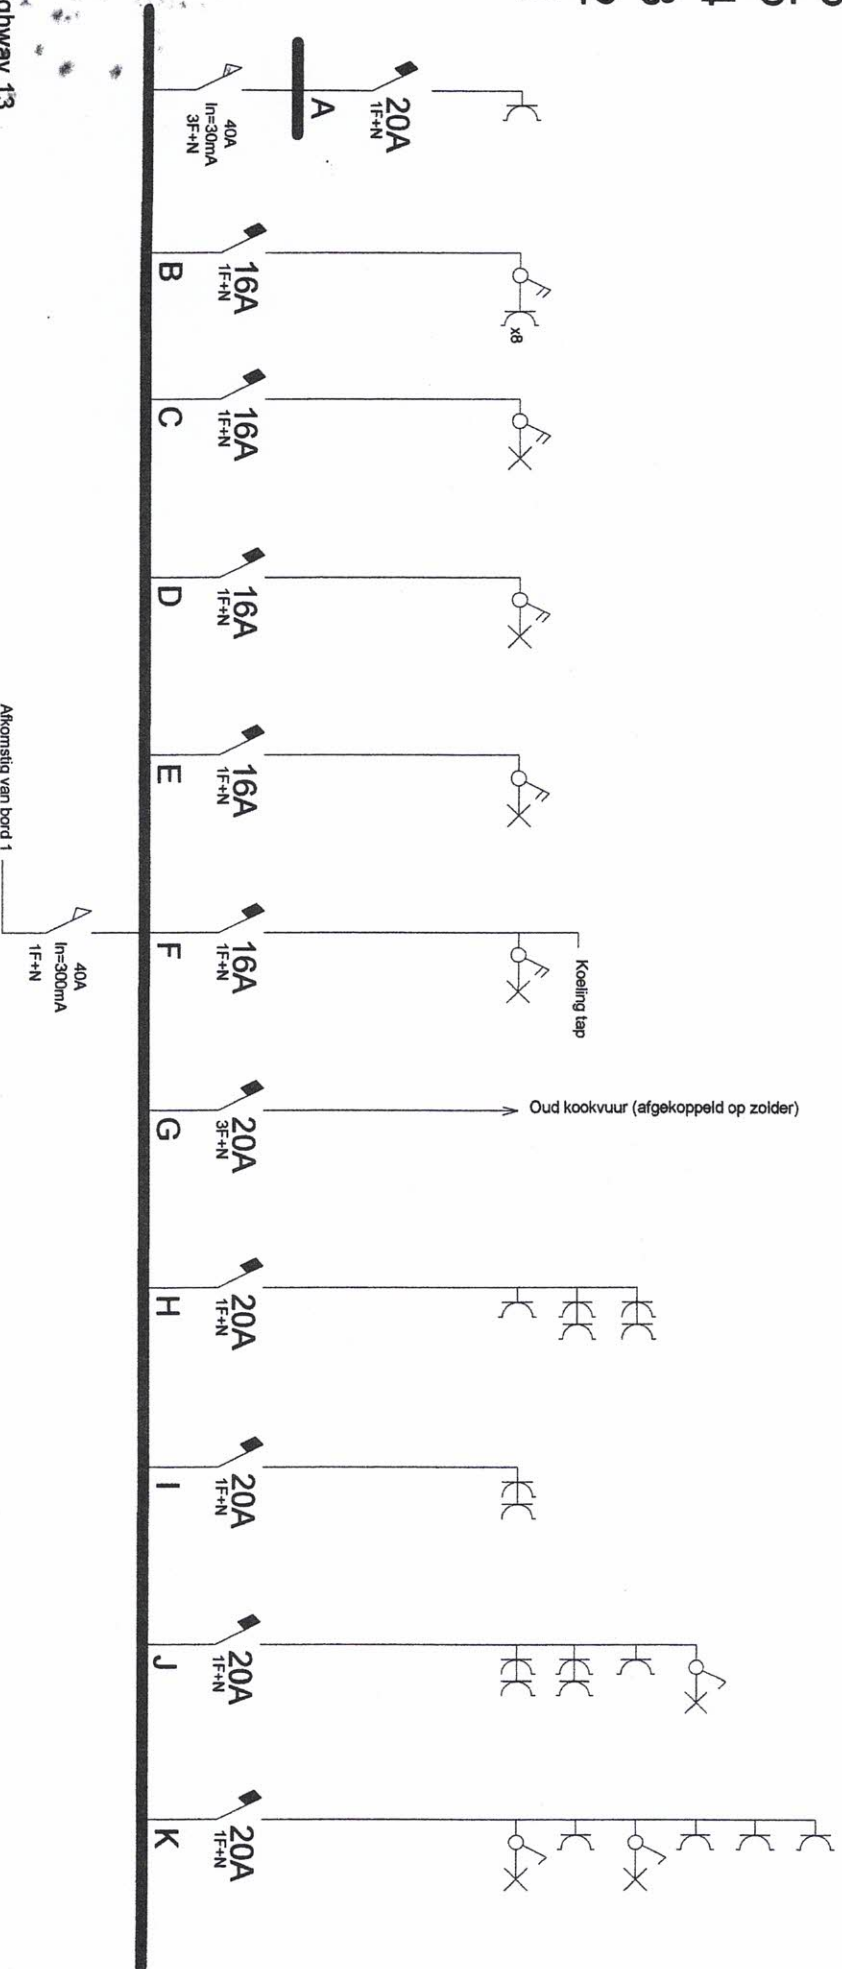 40A
In=30mA
3F+N
A
20A
1F+N
B
16A
1F+N
x8
C
16A
1F+N
D
16A
1F+N
E
16A
1F+N
F
16A
1F+N
Koeling tap
Afkomstig van bord 1
40A
In=300mA
1F+N
G
20A
3F+N
Oud kookvuur (afgekoppeld op zolder)
H
20A
1F+N
I
20A
1F+N
J
20A
1F+N
K
20A
1F+N
13